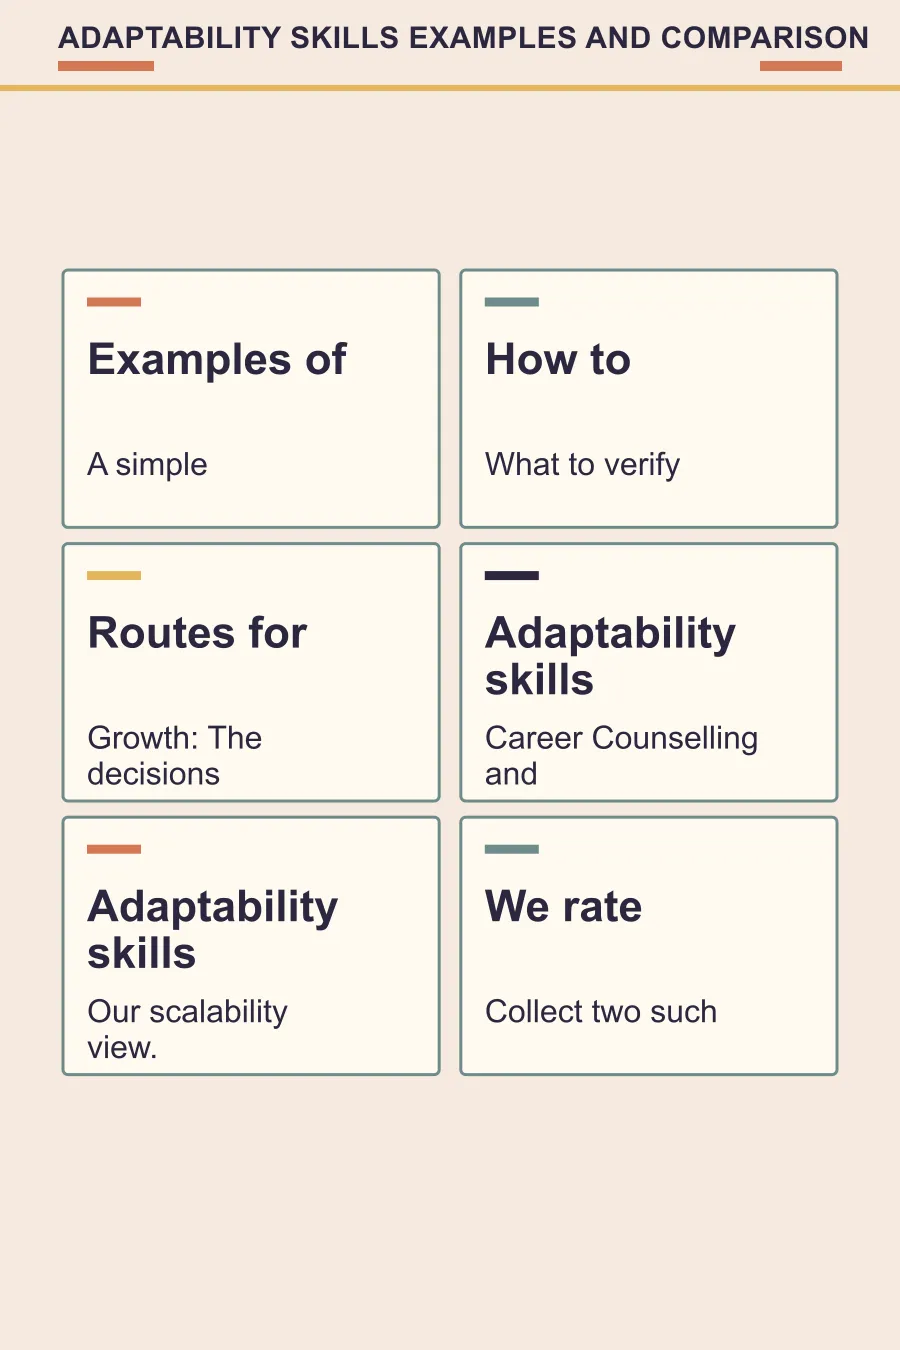 ADAPTABILITY SKILLS EXAMPLES AND COMPARISON
Examples of
A simple
How to
What to verify
Routes for
Growth: The
decisions
Adaptability
skills
Career Counselling
and
Adaptability
skills
Our scalability
view.
We rate
Collect two such